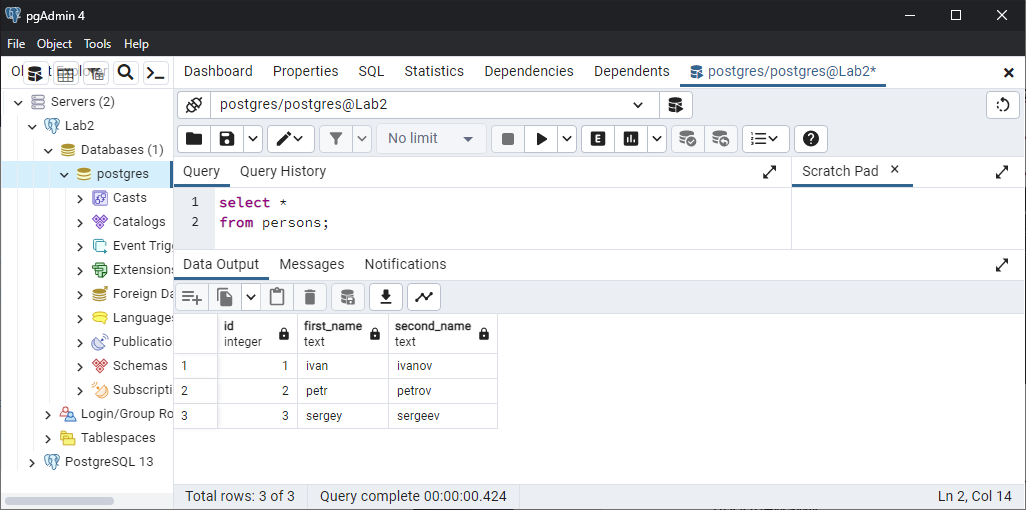 pgAdmin 4
File Object Tools Help
Dashboard Properties SQL Statistics Dependencies Dependents postgres/postgres@Lab2*
Servers (2)
Lab2
Databases (1)
postgres
Casts
Catalogs
Event Trig
Extensions
Foreign Da
Languages
Publicatio
Schemas
Subscripti
Login/Group Ro
Tablespaces
PostgreSQL 13
postgres/postgres@Lab2
No limit
E
Query Query History
Scratch Pad
1 select *
2 from persons;
Data Output Messages Notifications
id first_name second_name
integer text text
1 1 ivan ivanov
2 2 petr petrov
3 3 sergey sergeev
Total rows: 3 of 3 Query complete 00:00:00.424 Ln 2, Col 14